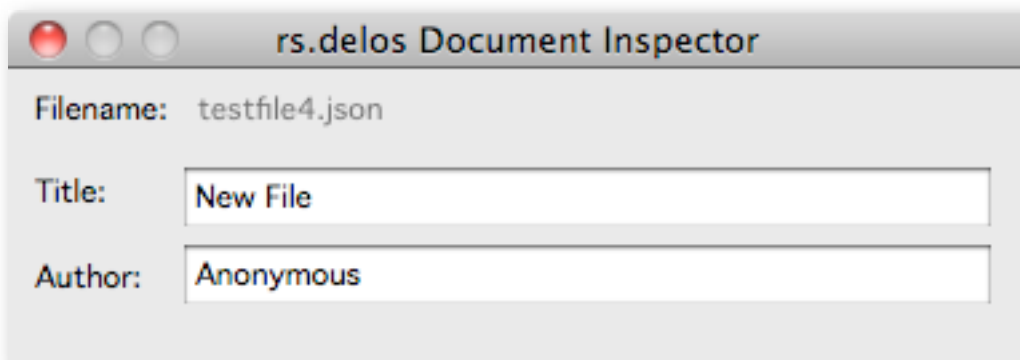 rs.delos Document Inspector
Filename: testfile4.json
Title: New File
Author: Anonymous